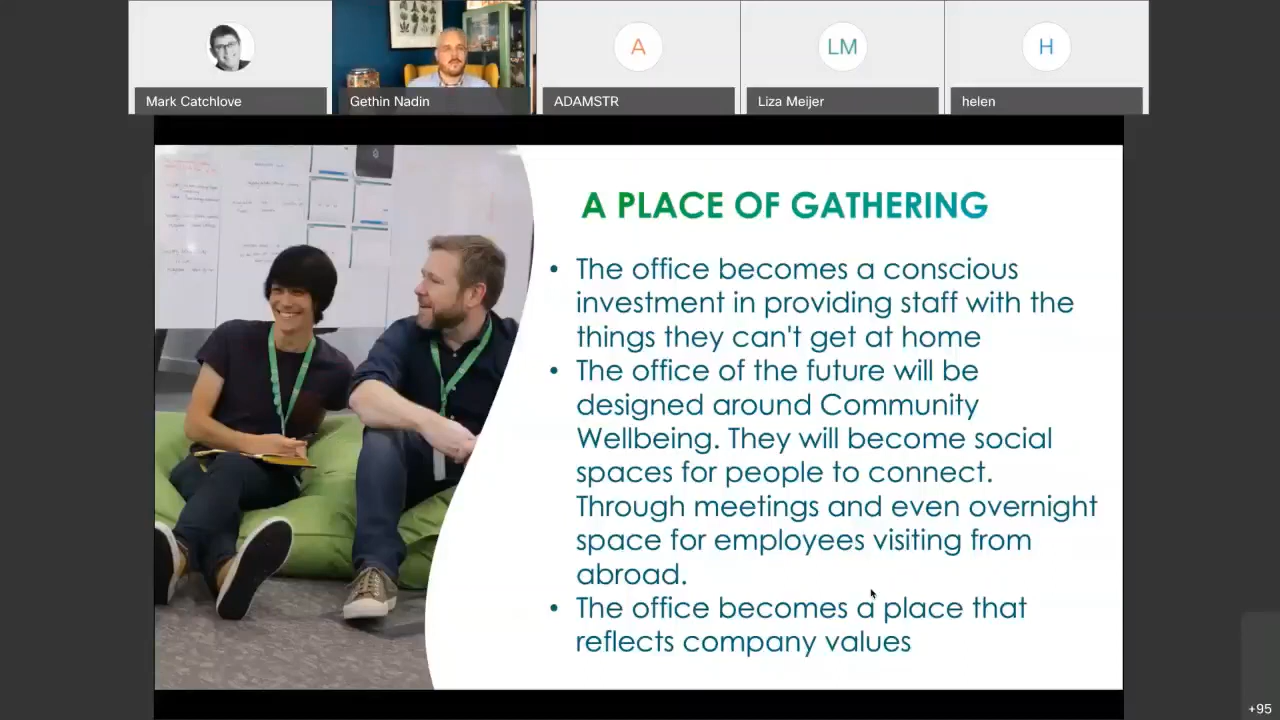 A
LM
H
Mark Catchlove
Gethin Nadin
ADAMSTR
Liza Meijer
helen
A PLACE OF GATHERING
• The office becomes a conscious
investment in providing staff with the
things they can't get at home
• The office of the future will be
designed around Community
Wellbeing. They will become social
spaces for people to connect.
Through meetings and even overnight
space for employees visiting from
abroad.
• The office becomes a place that
reflects company values
+95